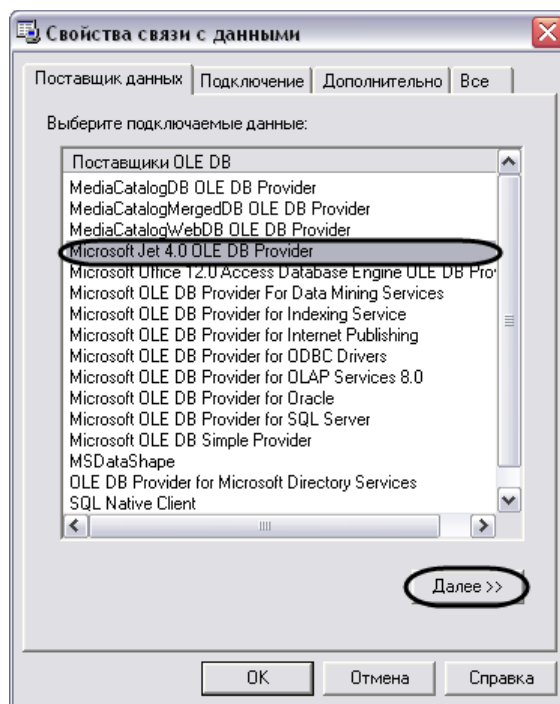 Свойства связи с данными
Поставщик данных Подключение Дополнительно Все
Выберите подключаемые данные:
Поставщики OLE DB
MediaCatalogDB OLE DB Provider
MediaCatalogMergedDB OLE DB Provider
MediaCatalogWebDB OLE DB Provider
Microsoft Jet 4.0 OLE DB Provider
Microsoft Office 12.0 Access Database Engine OLE DB Pro
Microsoft OLE DB Provider For Data Mining Services
Microsoft OLE DB Provider for Indexing Service
Microsoft OLE DB Provider for Internet Publishing
Microsoft OLE DB Provider for ODBC Drivers
Microsoft OLE DB Provider for OLAP Services 8.0
Microsoft OLE DB Provider for Oracle
Microsoft OLE DB Provider for SQL Server
Microsoft OLE DB Simple Provider
MSDataShape
OLE DB Provider for Microsoft Directory Services
SQL Native Client
Далее >>
OK Отмена Справка